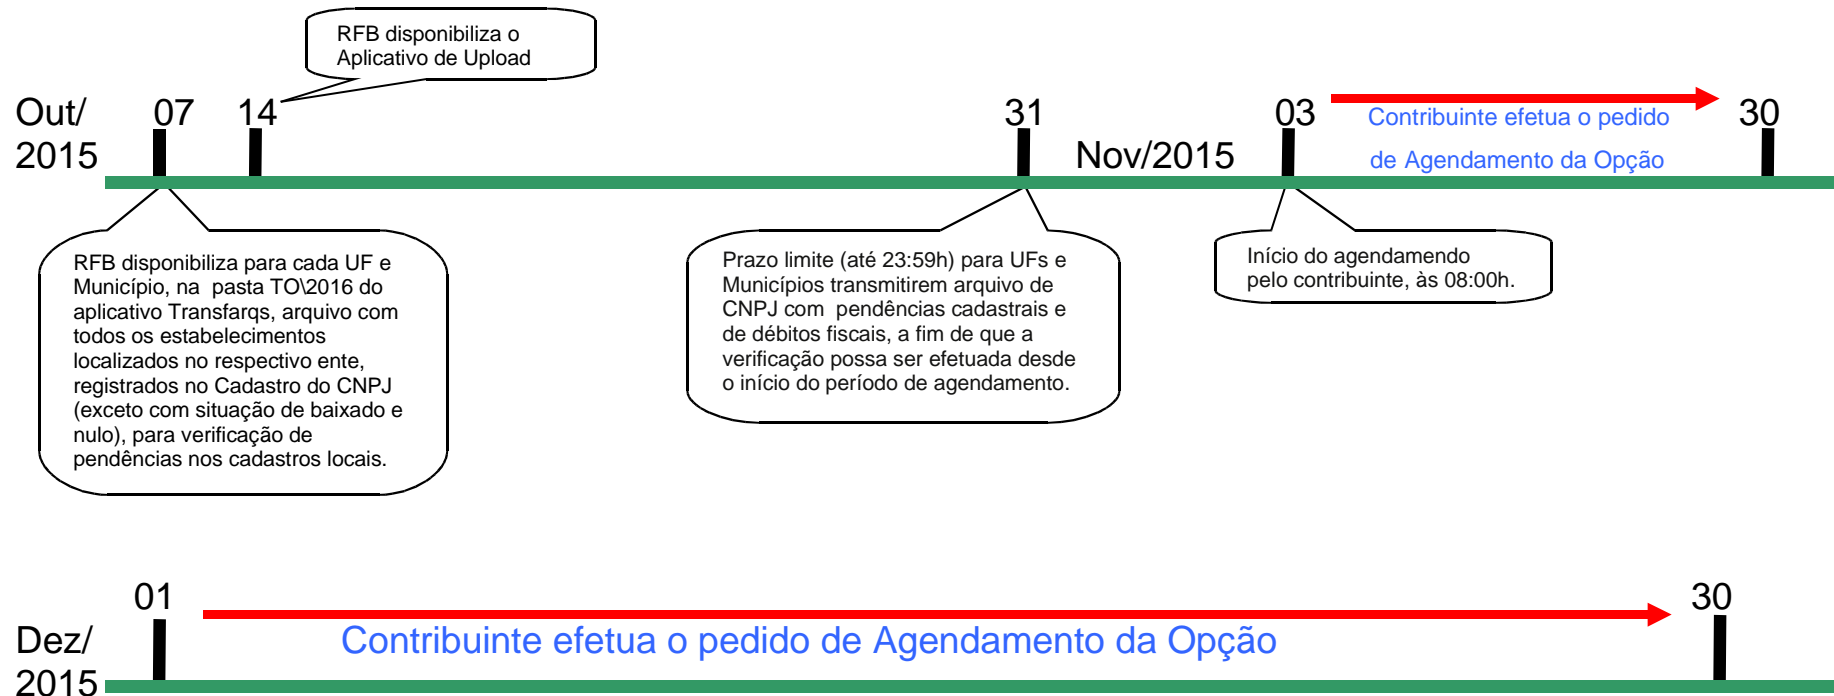 RFB disponibiliza o
Aplicativo de Upload
Out/
2015
07
14
31
Nov/2015
03
Contribuinte efetua o pedido
de Agendamento da Opção
30
RFB disponibiliza para cada UF e
Município, na pasta TO\2016 do
aplicativo Transfarqs, arquivo com
todos os estabelecimentos
localizados no respectivo ente,
registrados no Cadastro do CNPJ
(exceto com situação de baixado e
nulo), para verificação de
pendências nos cadastros locais.
Prazo limite (até 23:59h) para UFs e
Municípios transmitirem arquivo de
CNPJ com pendências cadastrais e
de débitos fiscais, a fim de que a
verificação possa ser efetuada desde
o início do período de agendamento.
Início do agendamendo
pelo contribuinte, às 08:00h.
Dez/
2015
01
Contribuinte efetua o pedido de Agendamento da Opção
30